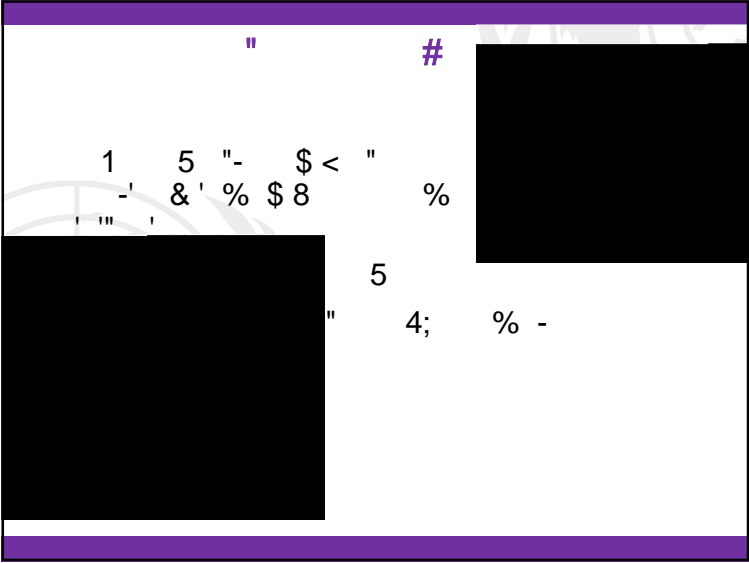 " #
1 5 "- $ < "
-' & ' % $ 8 %
' '" '
5
" 4; % -